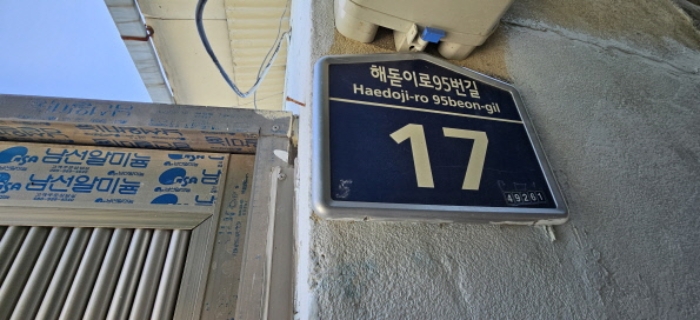 해돋이로95번길
Haedoji-ro 95beon-gil
17
49261
남선알미늄
남선알미늄